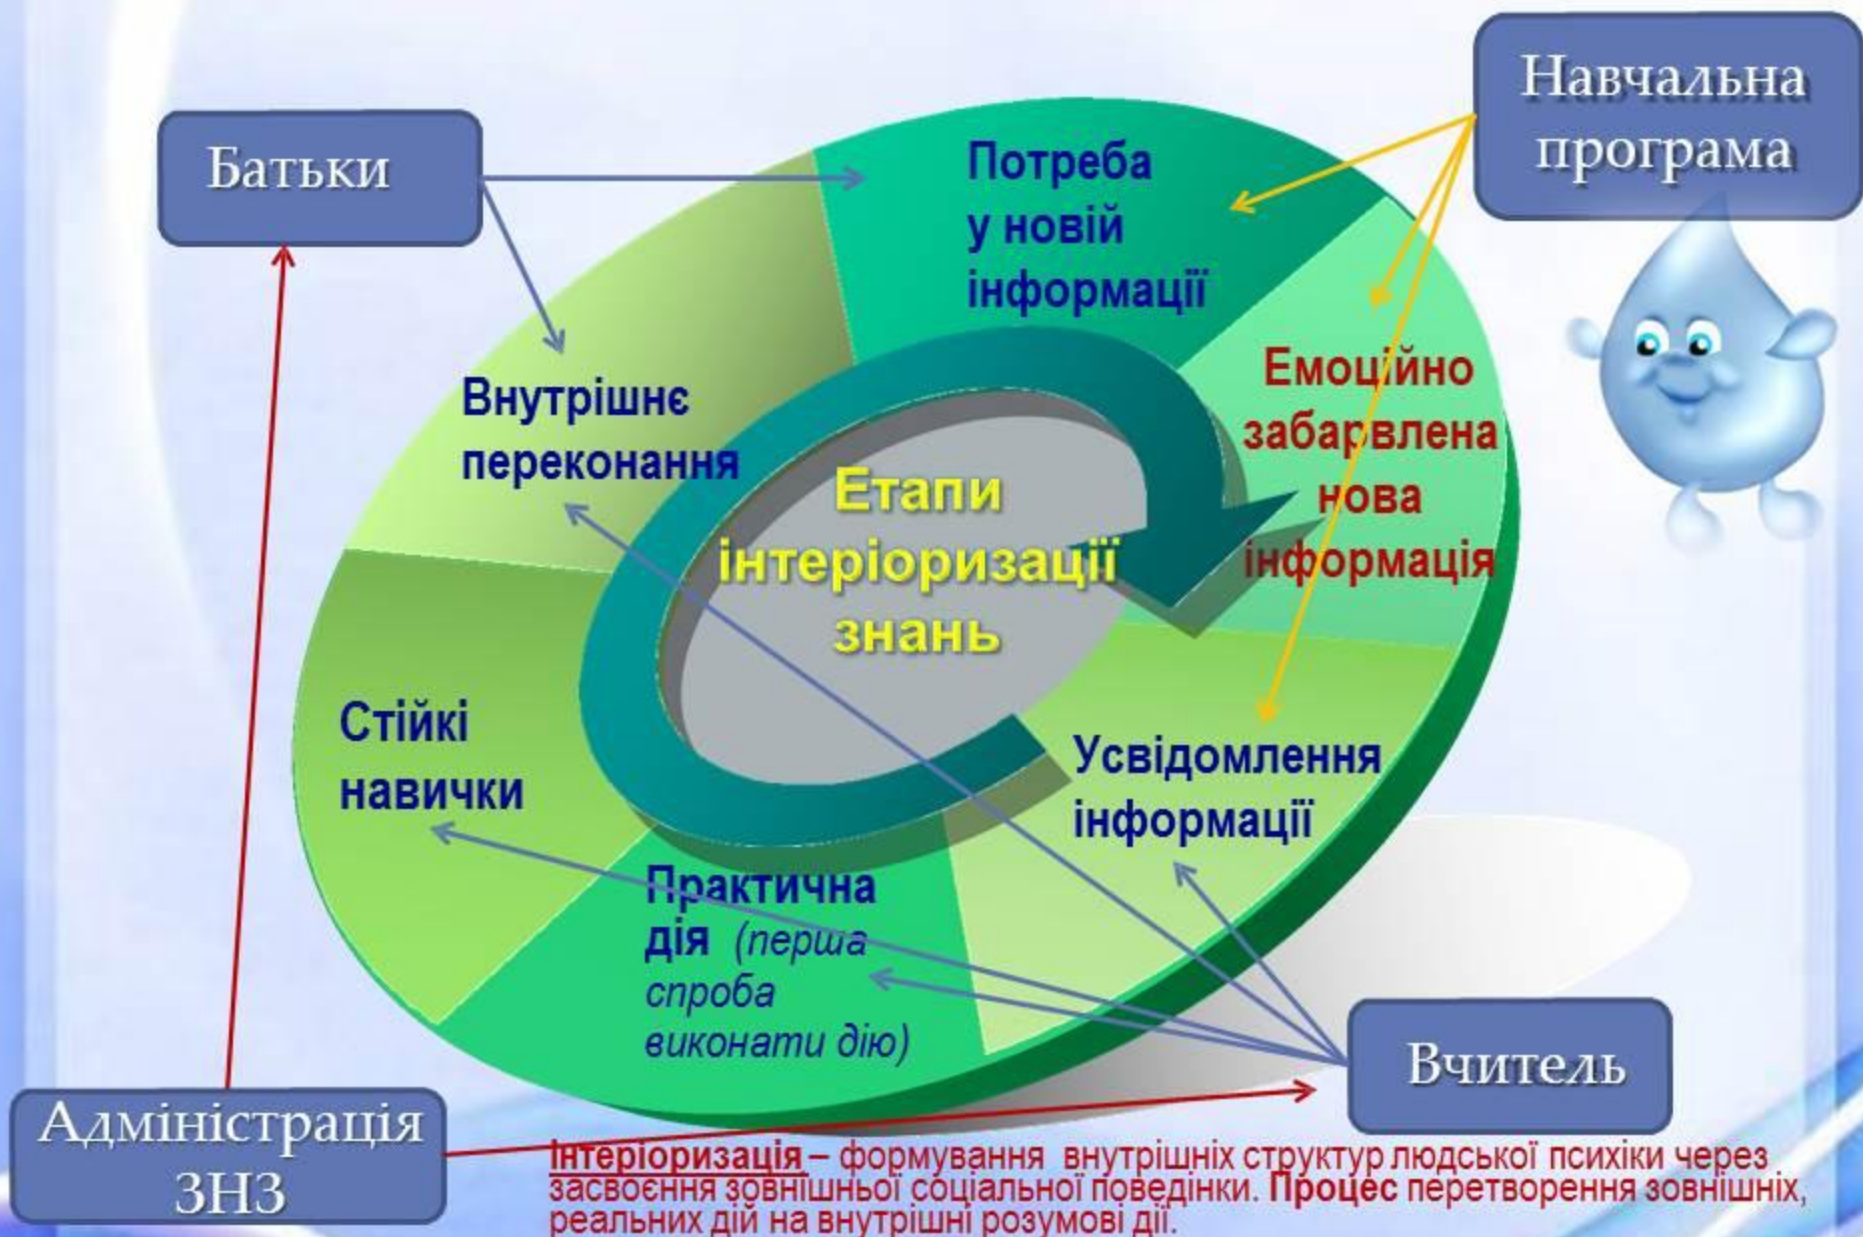 Навчальна
програма
Батьки
Потреба
у новій
інформації
Емоційно
забарвлена
нова
інформація
Внутрішнє
переконання
Етапи
інтеріоризації
знань
Стійкі
навички
Усвідомлення
інформації
Практична
дія (перша
спроба
виконати дію)
Вчитель
Адміністрація
ЗНЗ
Інтеріоризація – формування внутрішніх структур людської психіки через
засвоєння зовнішньої соціальної поведінки. Процес перетворення зовнішніх,
реальних дій на внутрішні розумові дії.